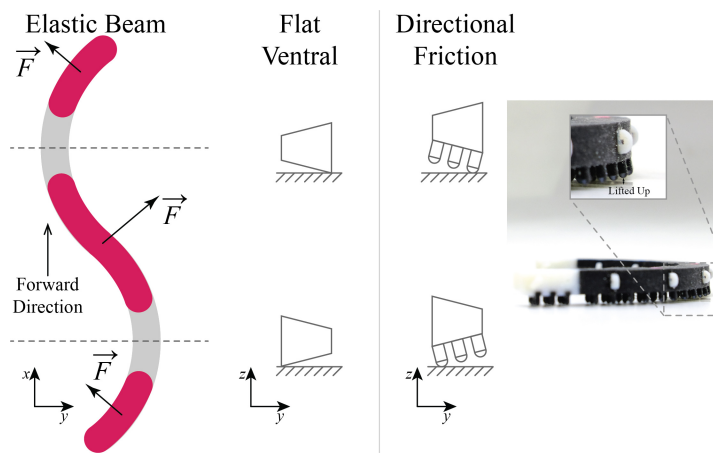 Elastic Beam
Flat
Ventral
Directional
Friction
F
F
Lifted Up
Forward
Direction
F
x
y
z
y
z
y